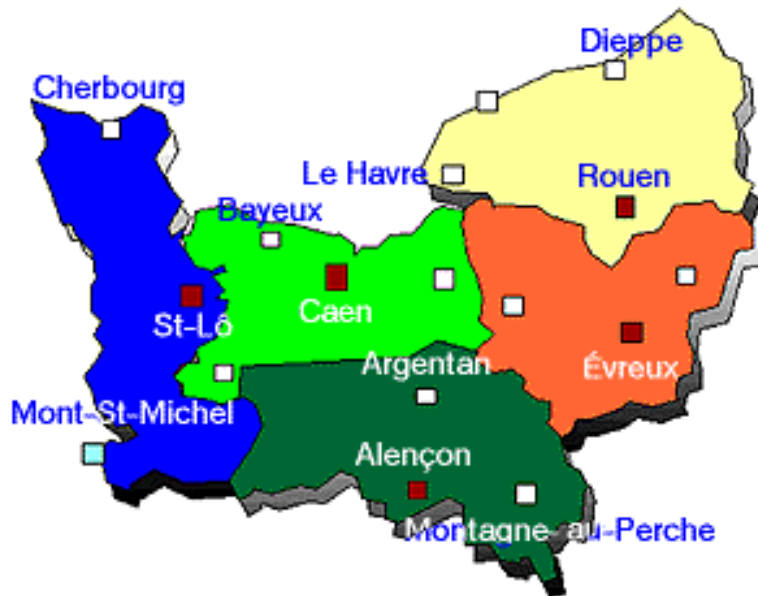 Dieppe
Cherbourg
Le Havre
Rouen
Bayeux
St-Lô
Caen
Argentan
Évreux
Mont-St-Michel
Alençon
Montagne-au-Perche